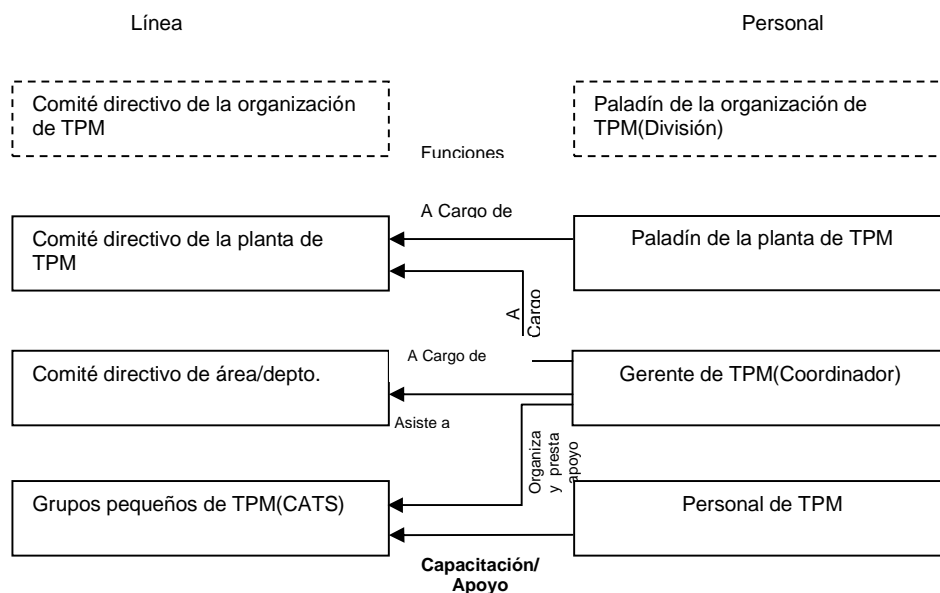 Línea
Personal
Comité directivo de la organización
de TPM
Paladín de la organización de
TPM(División)
Funciones
A Cargo de
Comité directivo de la planta de
TPM
Paladín de la planta de TPM
A
Cargo
A Cargo de
Comité directivo de área/depto.
Gerente de TPM(Coordinador)
Asiste a
Organiza
y presta
apoyo
Grupos pequeños de TPM(CATS)
Personal de TPM
Capacitación/
Apoyo